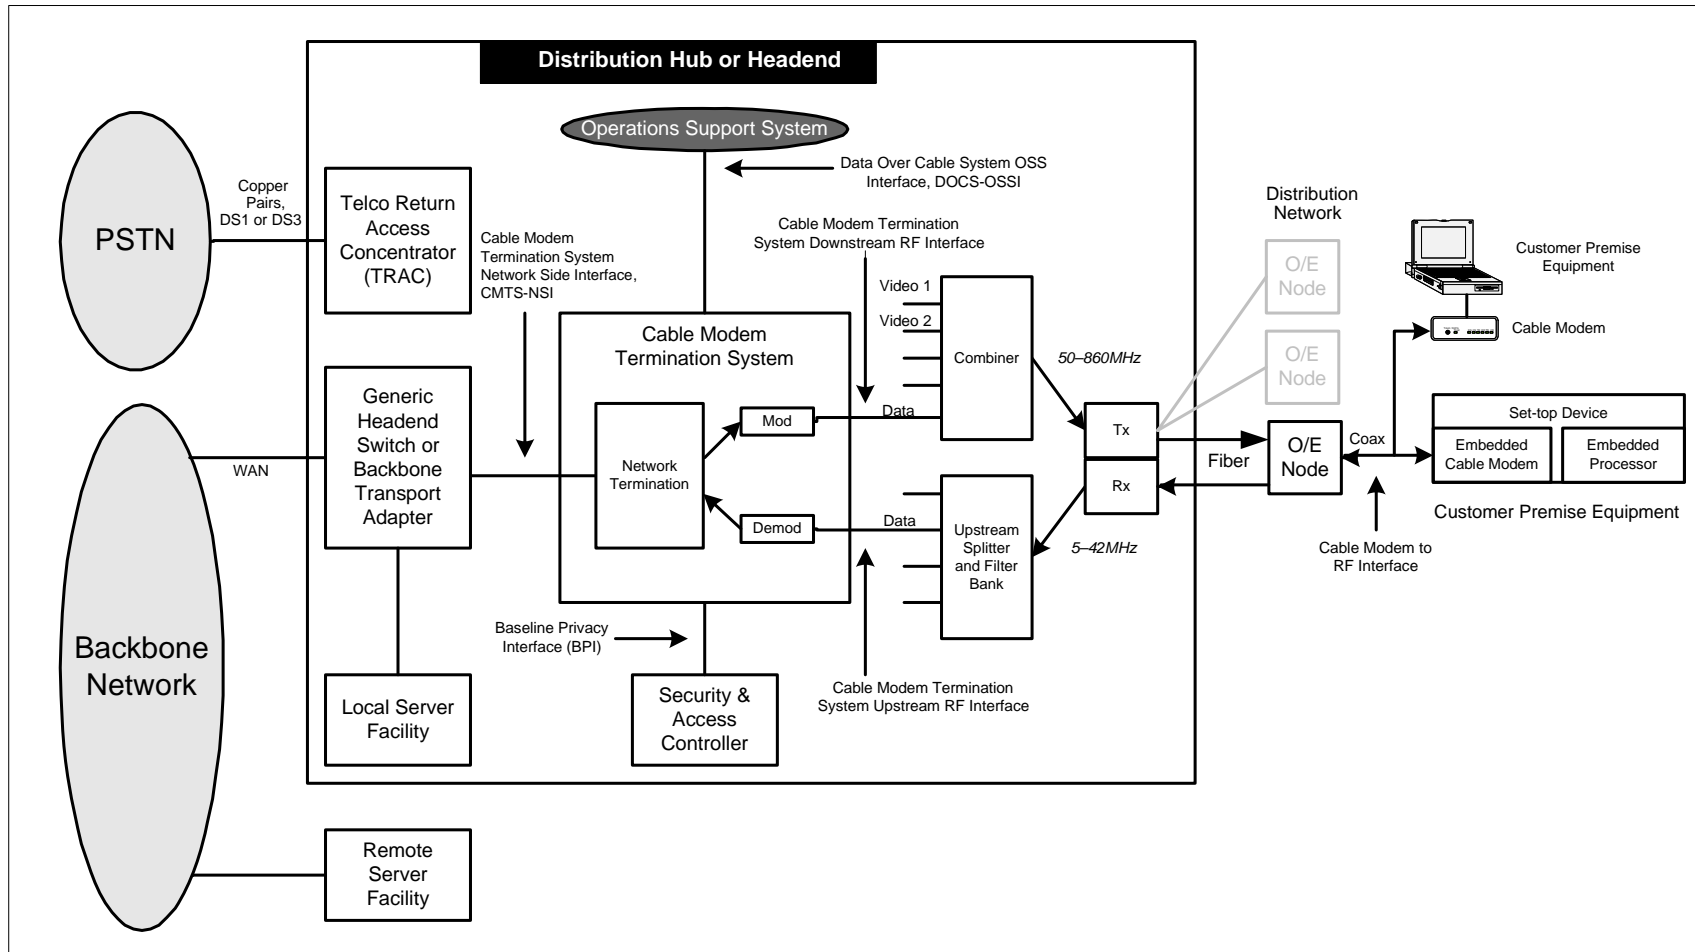 Distribution Hub or Headend
Operations Support System
Data Over Cable System OSS
Interface, DOCS-OSSI
PSTN
Copper
Pairs,
DS1 or DS3
Telco Return
Access
Concentrator
(TRAC)
Cable Modem
Termination System
Network Side Interface,
CMTS-NSI
Cable Modem Termination
System Downstream RF Interface
Distribution
Network
O/E
Node
O/E
Node
Customer Premise
Equipment
Cable Modem
Video 1
Video 2
Combiner
Data
50–860MHz
Cable Modem
Termination System
Mod
Network
Termination
Demod
Generic
Headend
Switch or
Backbone
Transport
Adapter
WAN
Tx
Rx
Fiber
O/E
Node
Coax
Set-top Device
Embedded
Cable Modem
Embedded
Processor
Customer Premise Equipment
Data
Upstream
Splitter
and Filter
Bank
5–42MHz
Cable Modem to
RF Interface
Backbone
Network
Baseline Privacy
Interface (BPI)
Cable Modem Termination
System Upstream RF Interface
Local Server
Facility
Security &
Access
Controller
Remote
Server
Facility